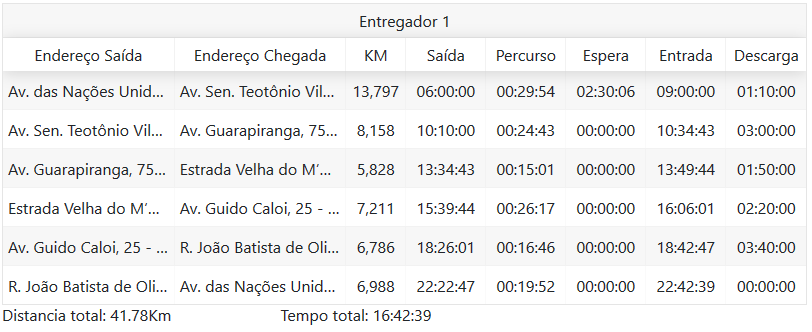 Entregador 1
Endereço Saída Endereço Chegada KM Saída Percurso Espera Entrada Descarga
Av. das Nações Unid... Av. Sen. Teotônio Vil... 13,797 06:00:00 00:29:54 02:30:06 09:00:00 01:10:00
Av. Sen. Teotônio Vil... Av. Guarapiranga, 75... 8,158 10:10:00 00:24:43 00:00:00 10:34:43 03:00:00
Av. Guarapiranga, 75... Estrada Velha do M'... 5,828 13:34:43 00:15:01 00:00:00 13:49:44 01:50:00
Estrada Velha do M'... Av. Guido Caloi, 25 - ... 7,211 15:39:44 00:26:17 00:00:00 16:06:01 02:20:00
Av. Guido Caloi, 25 - ... R. João Batista de Oli... 6,786 18:26:01 00:16:46 00:00:00 18:42:47 03:40:00
R. João Batista de Oli... Av. das Nações Unid... 6,988 22:22:47 00:19:52 00:00:00 22:42:39 00:00:00
Distancia total: 41.78Km Tempo total: 16:42:39